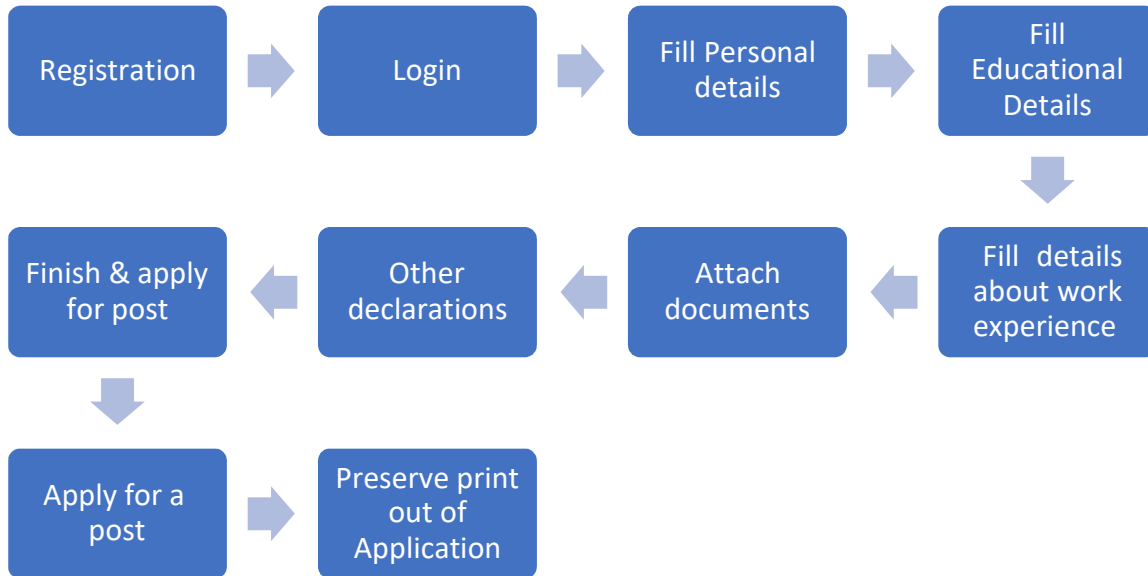 Registration
Login
Fill Personal
details
Fill
Educational
Details
Fill  details
about work
experience
Attach
documents
Other
declarations
Finish & apply
for post
Apply for a
post
Preserve print
out of
Application